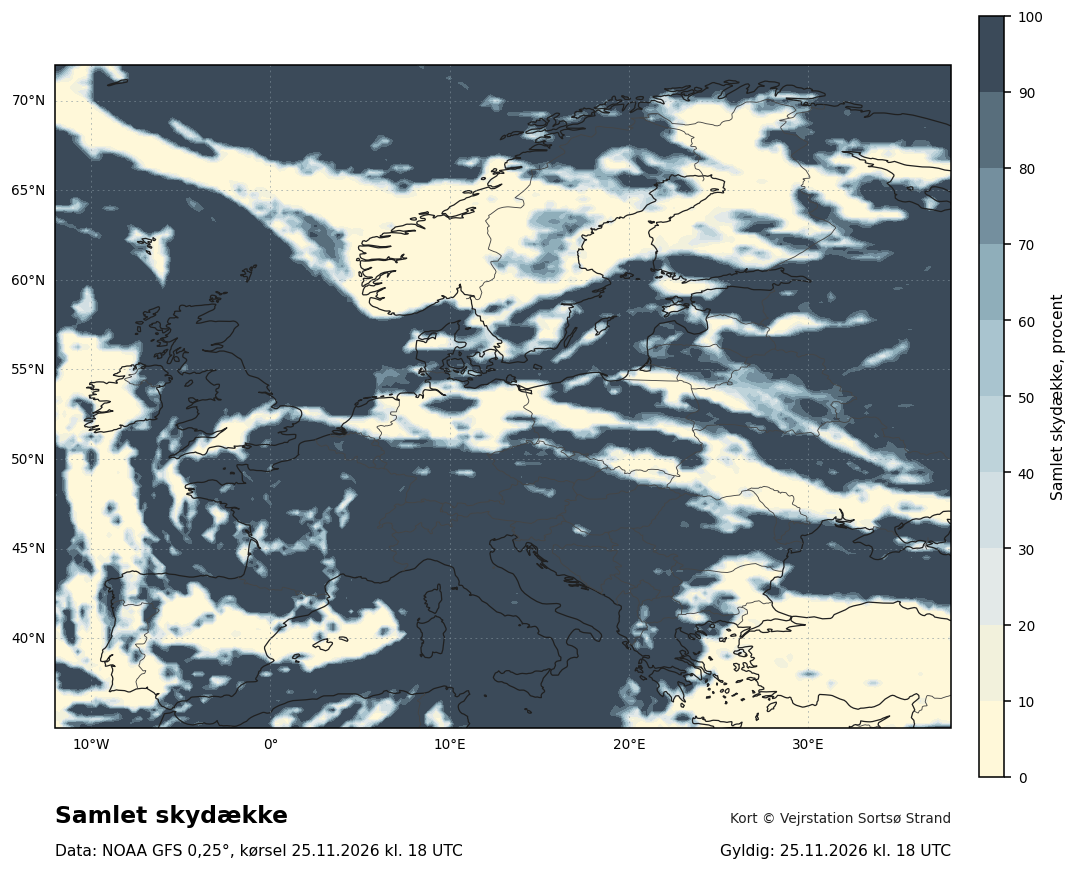 100
90
80
70
60
50
40
30
20
10
0
Samlet skydække, procent
70°N
65°N
60°N
55°N
50°N
45°N
40°N
10°W
0°
10°E
20°E
30°E
Samlet skydække
Kort © Vejrstation Sortsø Strand
Data: NOAA GFS 0,25°, kørsel 25.11.2026 kl. 18 UTC
Gyldig: 25.11.2026 kl. 18 UTC